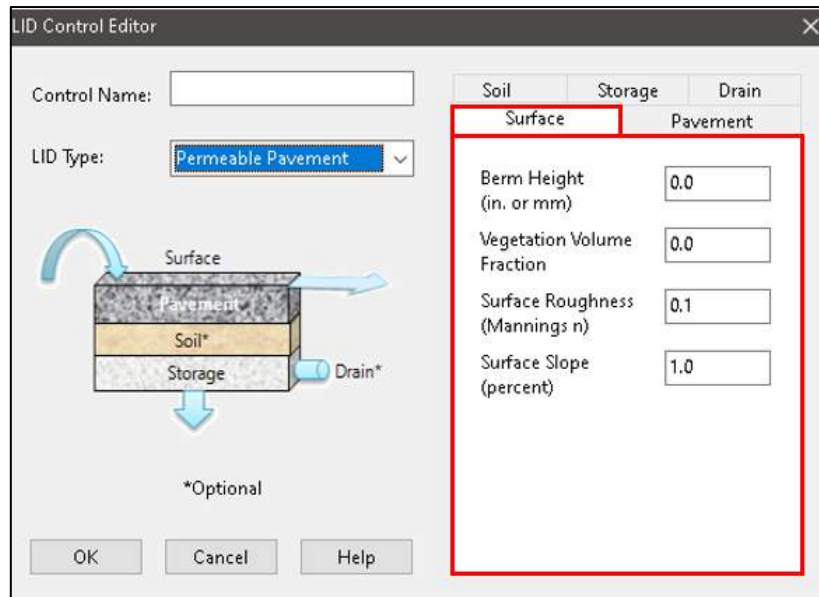 LID Control Editor
Control Name:
LID Type:
Permeable Pavement
Surface
Pavement
Soil*
Storage
Drain*
*Optional
OK
Cancel
Help
Soil
Storage
Drain
Surface
Pavement
Berm Height
(in. or mm)
0.0
Vegetation Volume
Fraction
0.0
Surface Roughness
(Mannings n)
0.1
Surface Slope
(percent)
1.0